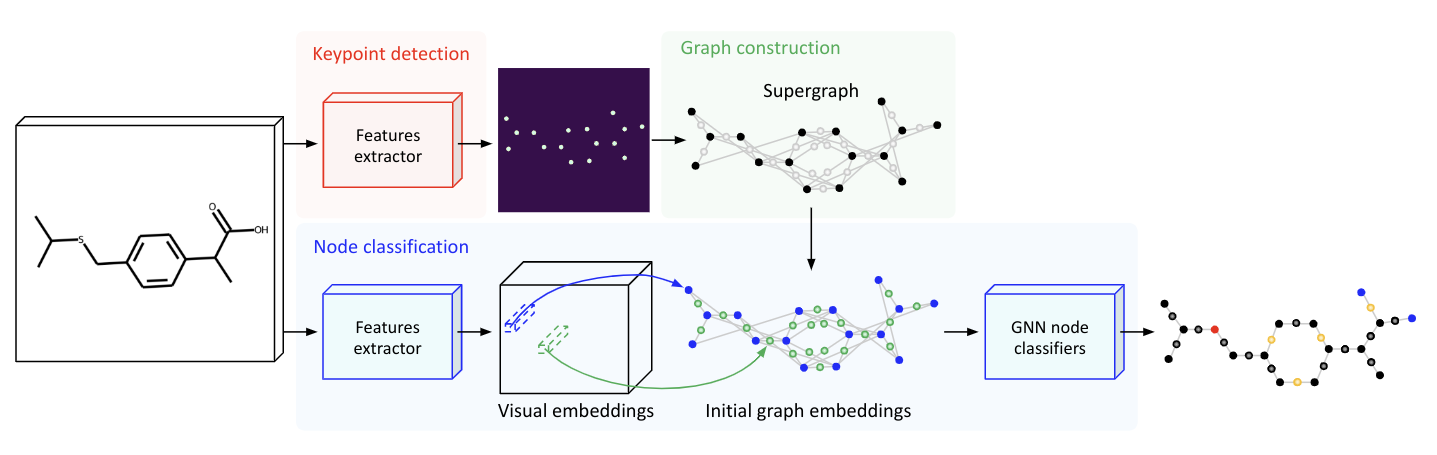 Keypoint detection
Features
extractor
Graph construction
Supergraph
O
OH
S
Node classification
Features
extractor
Visual embeddings
Initial graph embeddings
GNN node
classifiers